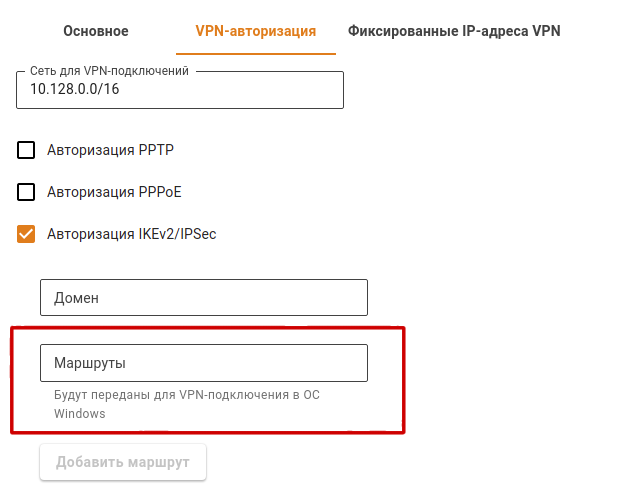 Основное VPN-авторизация Фиксированные IP-адреса VPN
Сеть для VPN-подключений
10.128.0.0/16
Авторизация PPTP
Авторизация PPPoE
Авторизация IKEv2/IPSec
Домен
Маршруты
Будут переданы для VPN-подключения в ОС
Windows
Добавить маршрут